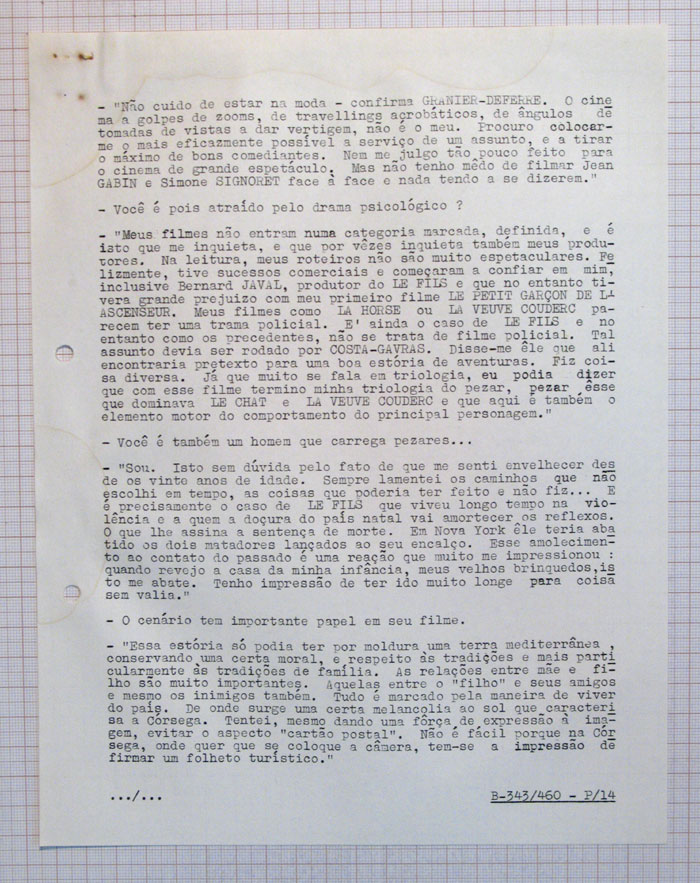 - "Não cuido de estar na moda - confirma GRANIER-DEFERRE. O cine
ma a golpes de zooms, de travellings acrobáticos, de ângulos de
tomadas de vistas a dar vertigem, não é o meu. Procuro colocar-
me o mais eficazmente possível a serviço de um assunto, e a tirar
o máximo de bons comediantes. Nem me julgo tão pouco feito para
o cinema de grande espetáculo. Mas não tenho mêdo de filmar Jean
GABIN e Simone SIGNORET face à face e nada tendo a se dizerem."
- Você é pois atraído pelo drama psicológico ?
- "Meus filmes não entram numa categoria marcada, definida, e é
isto que me inquieta, e que por vêzes inquieta também meus produ-
tores. Na leitura, meus roteiros não são muito espetaculares. Fe
lizmente, tive sucessos comerciais e começaram a confiar em mim,
inclusive Bernard JAVAL, produtor do LE FILS e que no entanto ti-
vera grande prejuizo com meu primeiro filme LE PETIT GARÇON DE LA
ASCENSEUR. Meus filmes como LA HORSE ou LA VEUVE COUDERC pa-
recem ter uma trama policial. E' ainda o caso de LE FILS e no
entanto como os precedentes, não se trata de filme policial. Tal
assunto devia ser rodado por COSTA-GAVRAS. Disse-me êle que ali
encontraria pretexto para uma boa estória de aventuras. Fiz coi-
sa diversa. Já que muito se fala em triologia, eu podia dizer
que com esse filme termino minha triologia do pezar, pezar êsse
que dominava LE CHAT e LA VEUVE COUDERC e que aqui é também o
elemento motor do comportamento do principal personagem."
- Você é também um homem que carrega pezares...
- "Sou. Isto sem dúvida pelo fato de que me senti envelhecer des
de os vinte anos de idade. Sempre lamentei os caminhos que não
escolhi em tempo, as coisas que poderia ter feito e não fiz... E
é precisamente o caso de LE FILS que viveu longo tempo na vio-
lência e a quem a doçura do país natal vai amortecer os reflexos.
O que lhe assina a sentença de morte. Em Nova York êle teria aba
tido os dois matadores lançados ao seu encalço. Esse amolecimen-
to ao contato do passado é uma reação que muito me impressionou :
quando revejo a casa da minha infância, meus velhos brinquedos,is
to me abate. Tenho impressão de ter ido muito longe para coisa
sem valia."
- O cenário tem importante papel em seu filme.
- "Essa estória só podia ter por moldura uma terra mediterrânea ,
conservando uma certa moral, e respeito às tradições e mais parti
cularmente às tradições de família. As relações entre mãe e fi-
lho são muito importantes. Aquelas entre o "filho" e seus amigos
e mesmo os inimigos também. Tudo é marcado pela maneira de viver
do país. De onde surge uma certa melancolia ao sol que caracteri
sa a Córsega. Tentei, mesmo dando uma fôrça de expressão à ima-
gem, evitar o aspecto "cartão postal". Não é fácil porque na Cór
sega, onde quer que se coloque a câmera, tem-se a impressão de
firmar um folheto turístico."
.../... B-343/460 - P/14